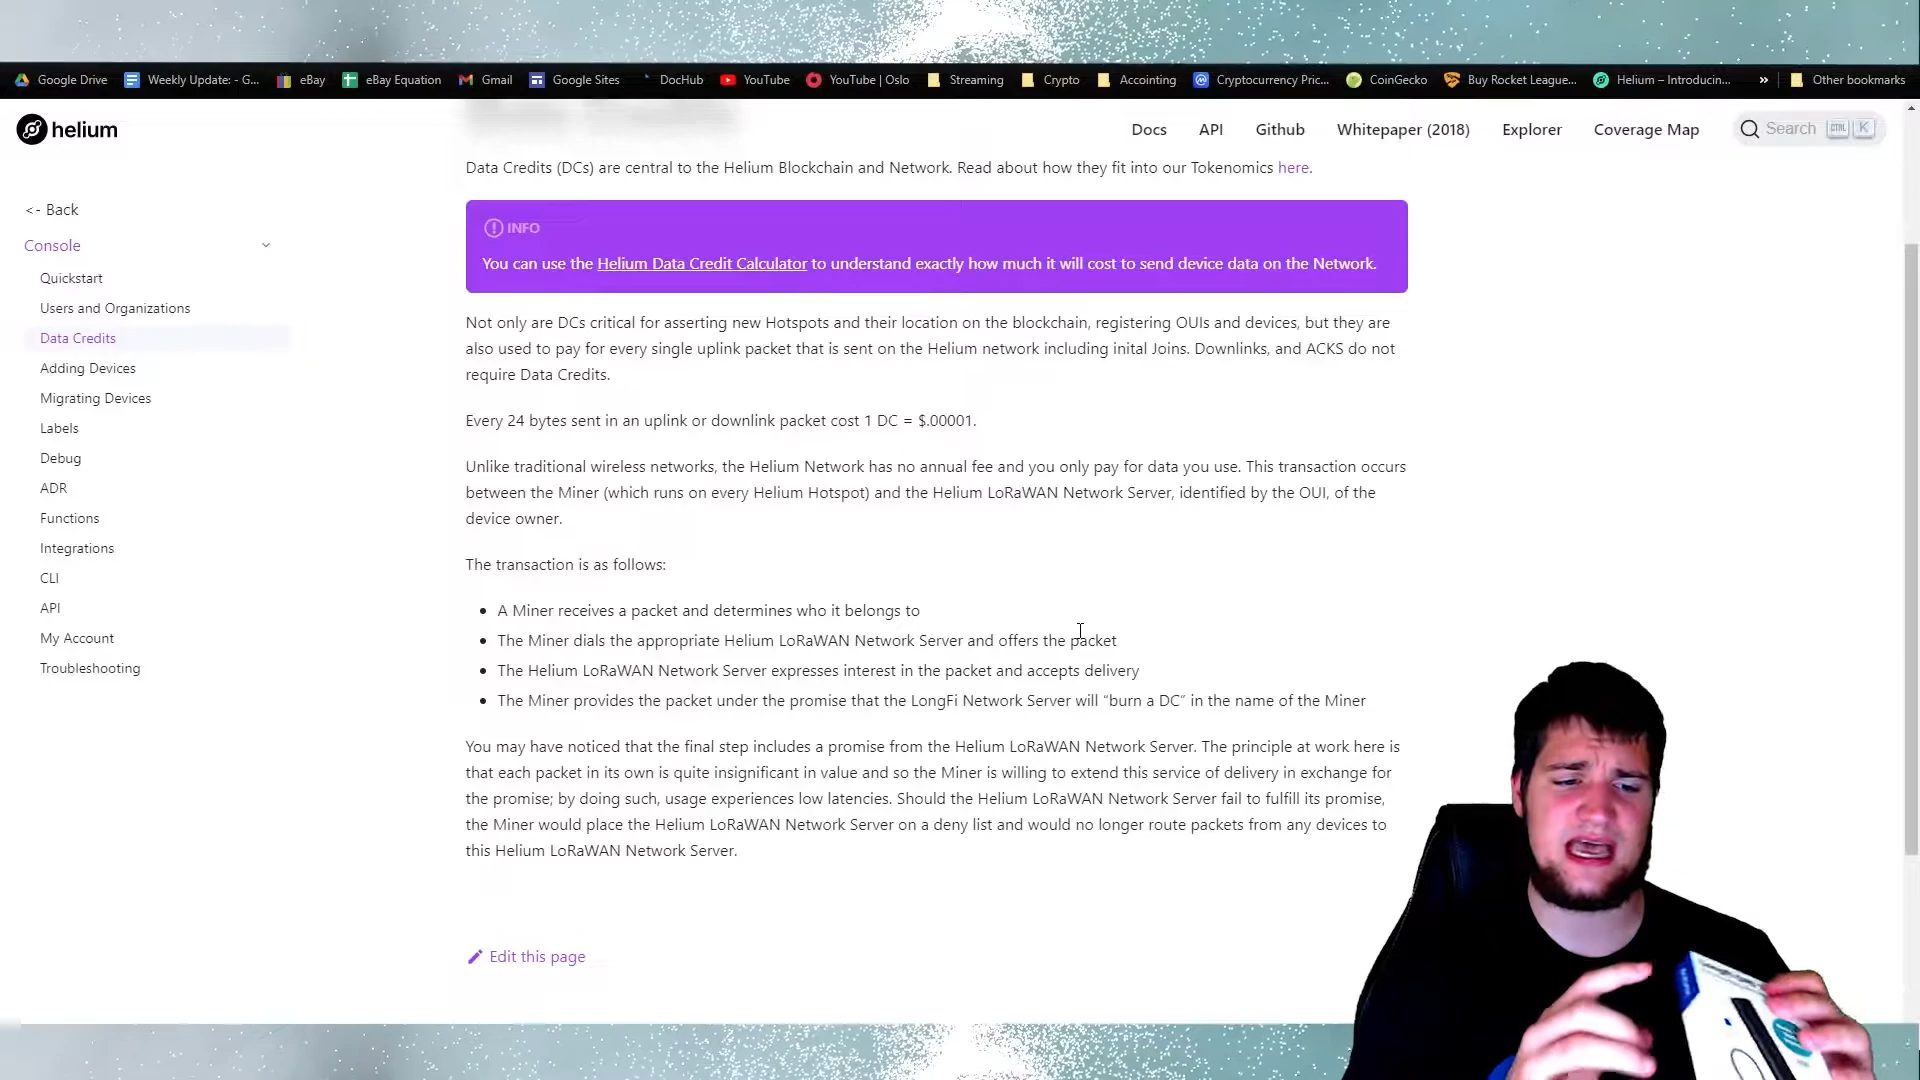 Google Drive
Weekly Update: - G...
eBay
eBay Equation
Gmail
Google Sites
DocHub
YouTube
YouTube | Oslo
Streaming
Crypto
Accointing
Cryptocurrency Pric...
CoinGecko
Buy Rocket League...
Helium – Introducin...
»
Other bookmarks
helium
Docs
API
Github
Whitepaper (2018)
Explorer
Coverage Map
Search
CTRL
K
<- Back
Console
Quickstart
Users and Organizations
Data Credits
Adding Devices
Migrating Devices
Labels
Debug
ADR
Functions
Integrations
CLI
API
My Account
Troubleshooting
Data Credits (DCs) are central to the Helium Blockchain and Network. Read about how they fit into our Tokenomics here.
INFO
You can use the Helium Data Credit Calculator to understand exactly how much it will cost to send device data on the Network.
Not only are DCs critical for asserting new Hotspots and their location on the blockchain, registering OUIs and devices, but they are
also used to pay for every single uplink packet that is sent on the Helium network including inital Joins. Downlinks, and ACKS do not
require Data Credits.
Every 24 bytes sent in an uplink or downlink packet cost 1 DC = $.00001.
Unlike traditional wireless networks, the Helium Network has no annual fee and you only pay for data you use. This transaction occurs
between the Miner (which runs on every Helium Hotspot) and the Helium LoRaWAN Network Server, identified by the OUI, of the
device owner.
The transaction is as follows:
• A Miner receives a packet and determines who it belongs to
• The Miner dials the appropriate Helium LoRaWAN Network Server and offers the packet
• The Helium LoRaWAN Network Server expresses interest in the packet and accepts delivery
• The Miner provides the packet under the promise that the LongFi Network Server will “burn a DC” in the name of the Miner
You may have noticed that the final step includes a promise from the Helium LoRaWAN Network Server. The principle at work here is
that each packet in its own is quite insignificant in value and so the Miner is willing to extend this service of delivery in exchange for
the promise; by doing such, usage experiences low latencies. Should the Helium LoRaWAN Network Server fail to fulfill its promise,
the Miner would place the Helium LoRaWAN Network Server on a deny list and would no longer route packets from any devices to
this Helium LoRaWAN Network Server.
Edit this page